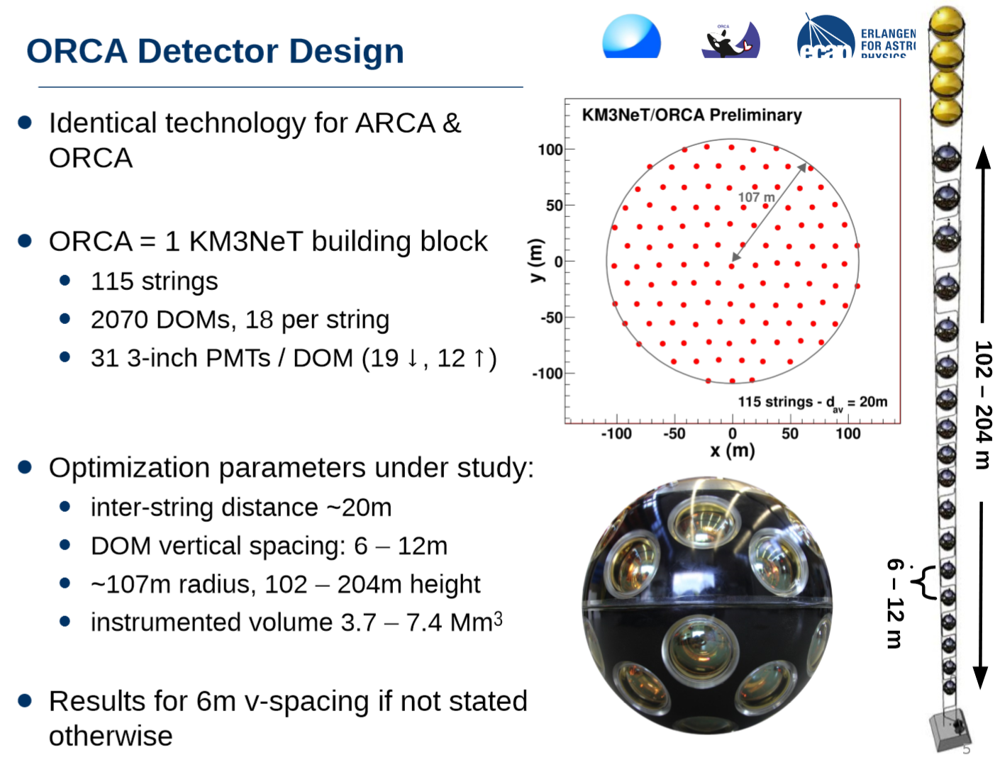 ORCA Detector Design
ORCA
ecap
ERLANGEN
FOR ASTR
PHYSICS
Identical technology for ARCA &
ORCA
ORCA = 1 KM3NeT building block
115 strings
2070 DOMs, 18 per string
31 3-inch PMTs / DOM (19 ↓, 12 ↑)
Optimization parameters under study:
inter-string distance ~20m
DOM vertical spacing: 6 – 12m
~107m radius, 102 – 204m height
instrumented volume 3.7 – 7.4 Mm³
Results for 6m v-spacing if not stated
otherwise
KM3NeT/ORCA Preliminary
107 m
y (m)
100
50
0
-50
-100
115 strings - d_av = 20m
-100 -50 0 50 100
x (m)
102 – 204 m
6 – 12 m
5